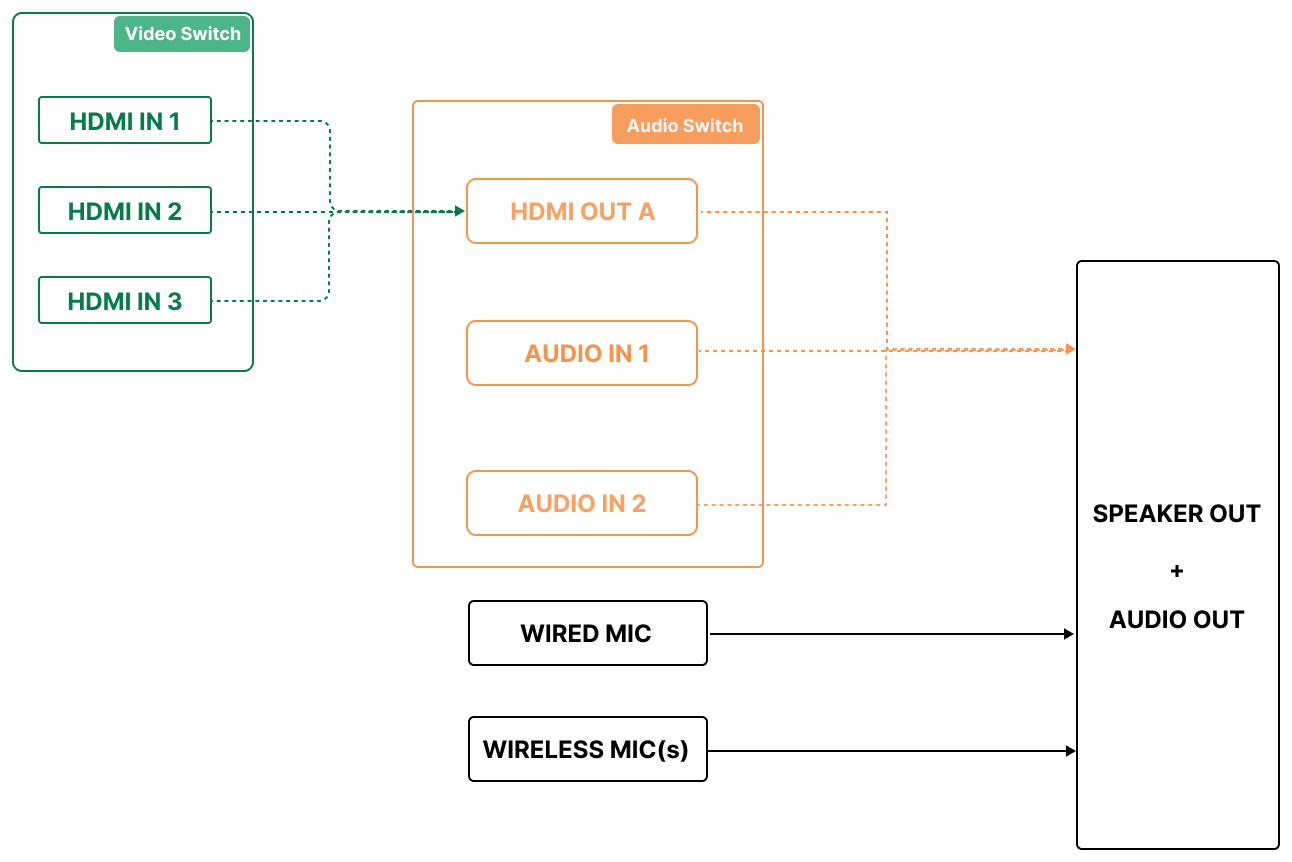 Video Switch
HDMI IN 1
HDMI IN 2
HDMI IN 3
Audio Switch
HDMI OUT A
AUDIO IN 1
AUDIO IN 2
WIRED MIC
WIRELESS MIC(s)
SPEAKER OUT
+
AUDIO OUT